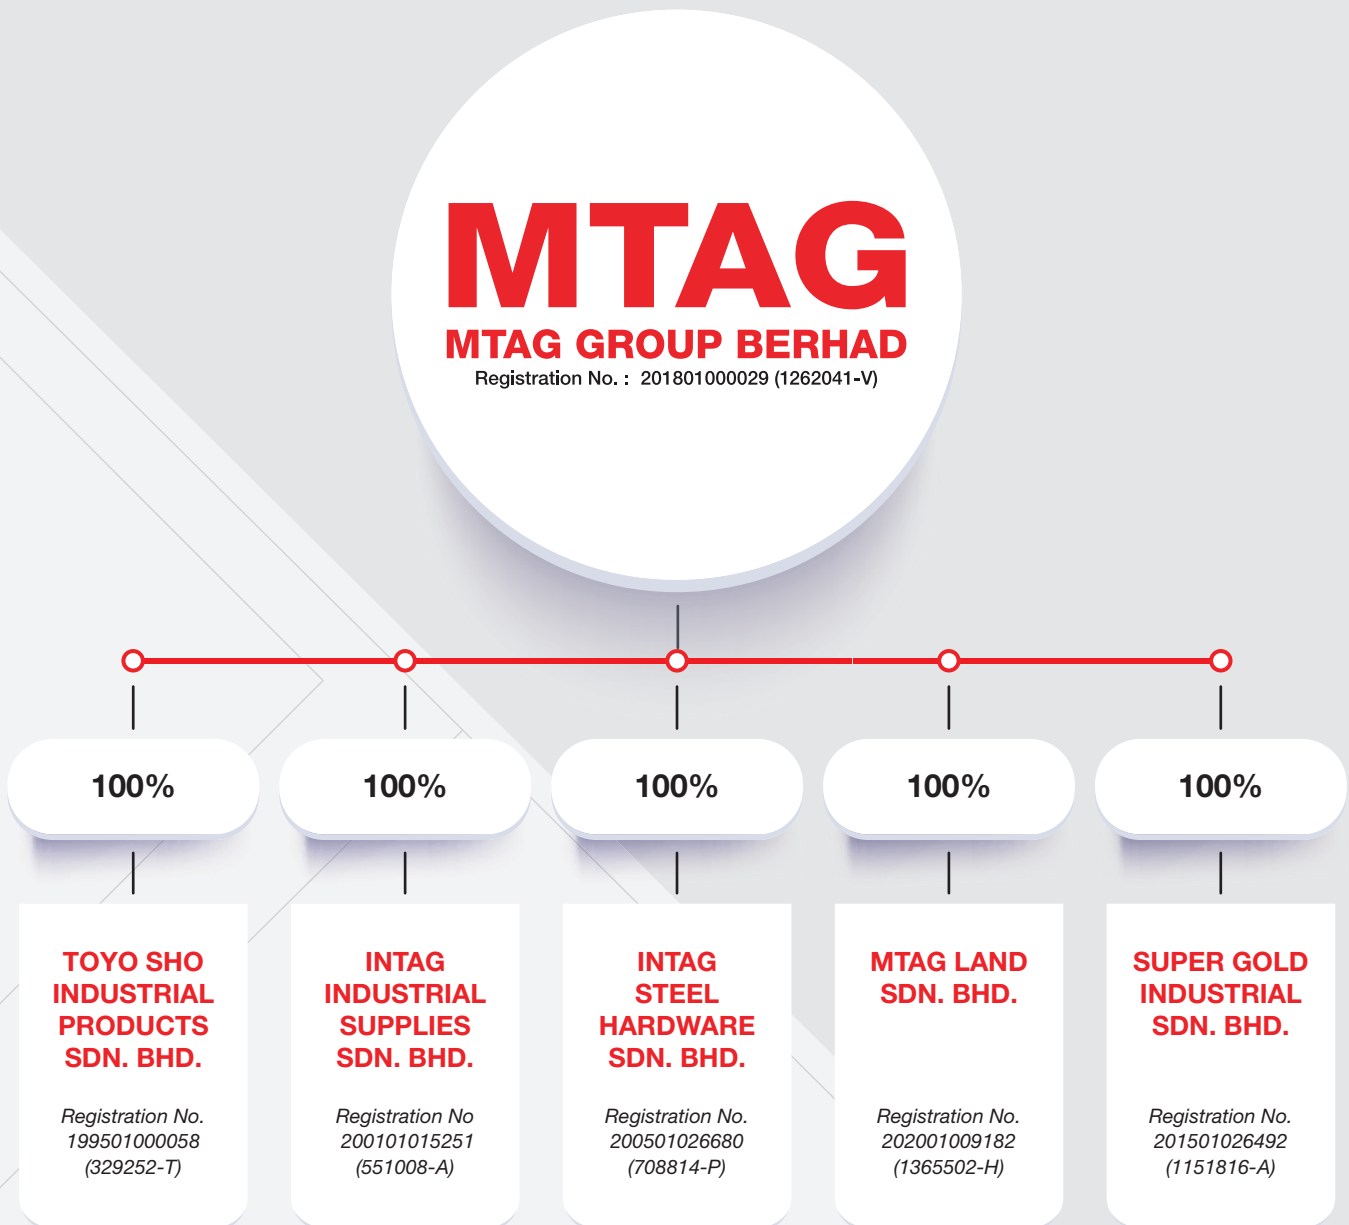 MTAG
MTAG GROUP BERHAD
Registration No. : 201801000029 (1262041-V)
100%
100%
100%
100%
100%
TOYO SHO
INDUSTRIAL
PRODUCTS
SDN. BHD.
Registration No.
199501000058
(329252-T)
INTAG
INDUSTRIAL
SUPPLIES
SDN. BHD.
Registration No
200101015251
(551008-A)
INTAG
STEEL
HARDWARE
SDN. BHD.
Registration No.
200501026680
(708814-P)
MTAG LAND
SDN. BHD.
Registration No.
202001009182
(1365502-H)
SUPER GOLD
INDUSTRIAL
SDN. BHD.
Registration No.
201501026492
(1151816-A)